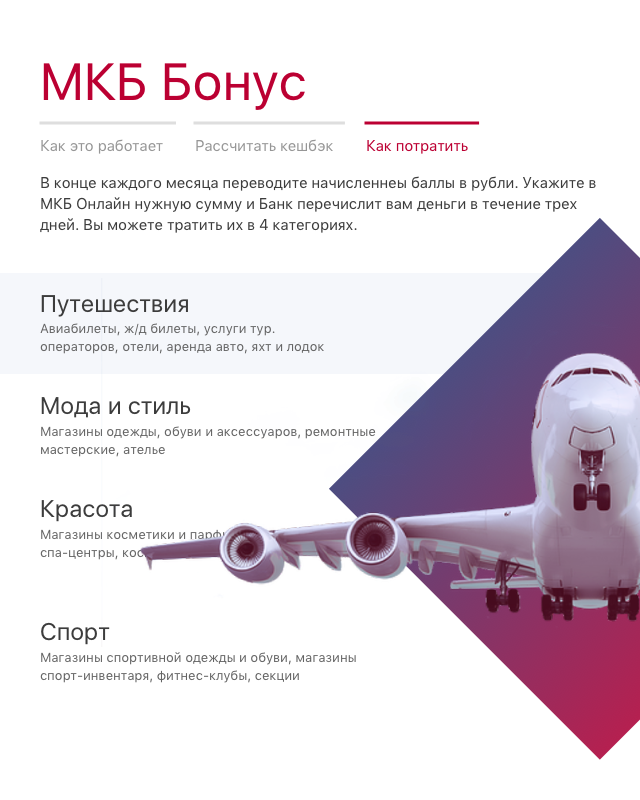 МКБ Бонус
Как это работает
Рассчитать кешбэк
Как потратить
В конце каждого месяца переводите начисленнеы баллы в рубли. Укажите в
МКБ Онлайн нужную сумму и Банк перечислит вам деньги в течение трех
дней. Вы можете тратить их в 4 категориях.
Путешествия
Авиабилеты, ж/д билеты, услуги тур.
операторов, отели, аренда авто, яхт и лодок
Мода и стиль
Магазины одежды, обуви и аксессуаров, ремонтные
мастерские, ателье
Красота
Магазины косметики и
спа-центры,
Спорт
Магазины спортивной одежды и обуви, магазины
спорт-инвентаря, фитнес-клубы, секции